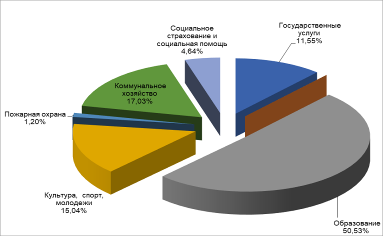 Социальное
страхование и
социальная помощь
4,64%
Государственные
услуги
11,55%
Коммунальное
хозяйство
17,03%
Пожарная охрана
1,20%
Культура, спорт,
молодежи
15,04%
Образование
50,53%